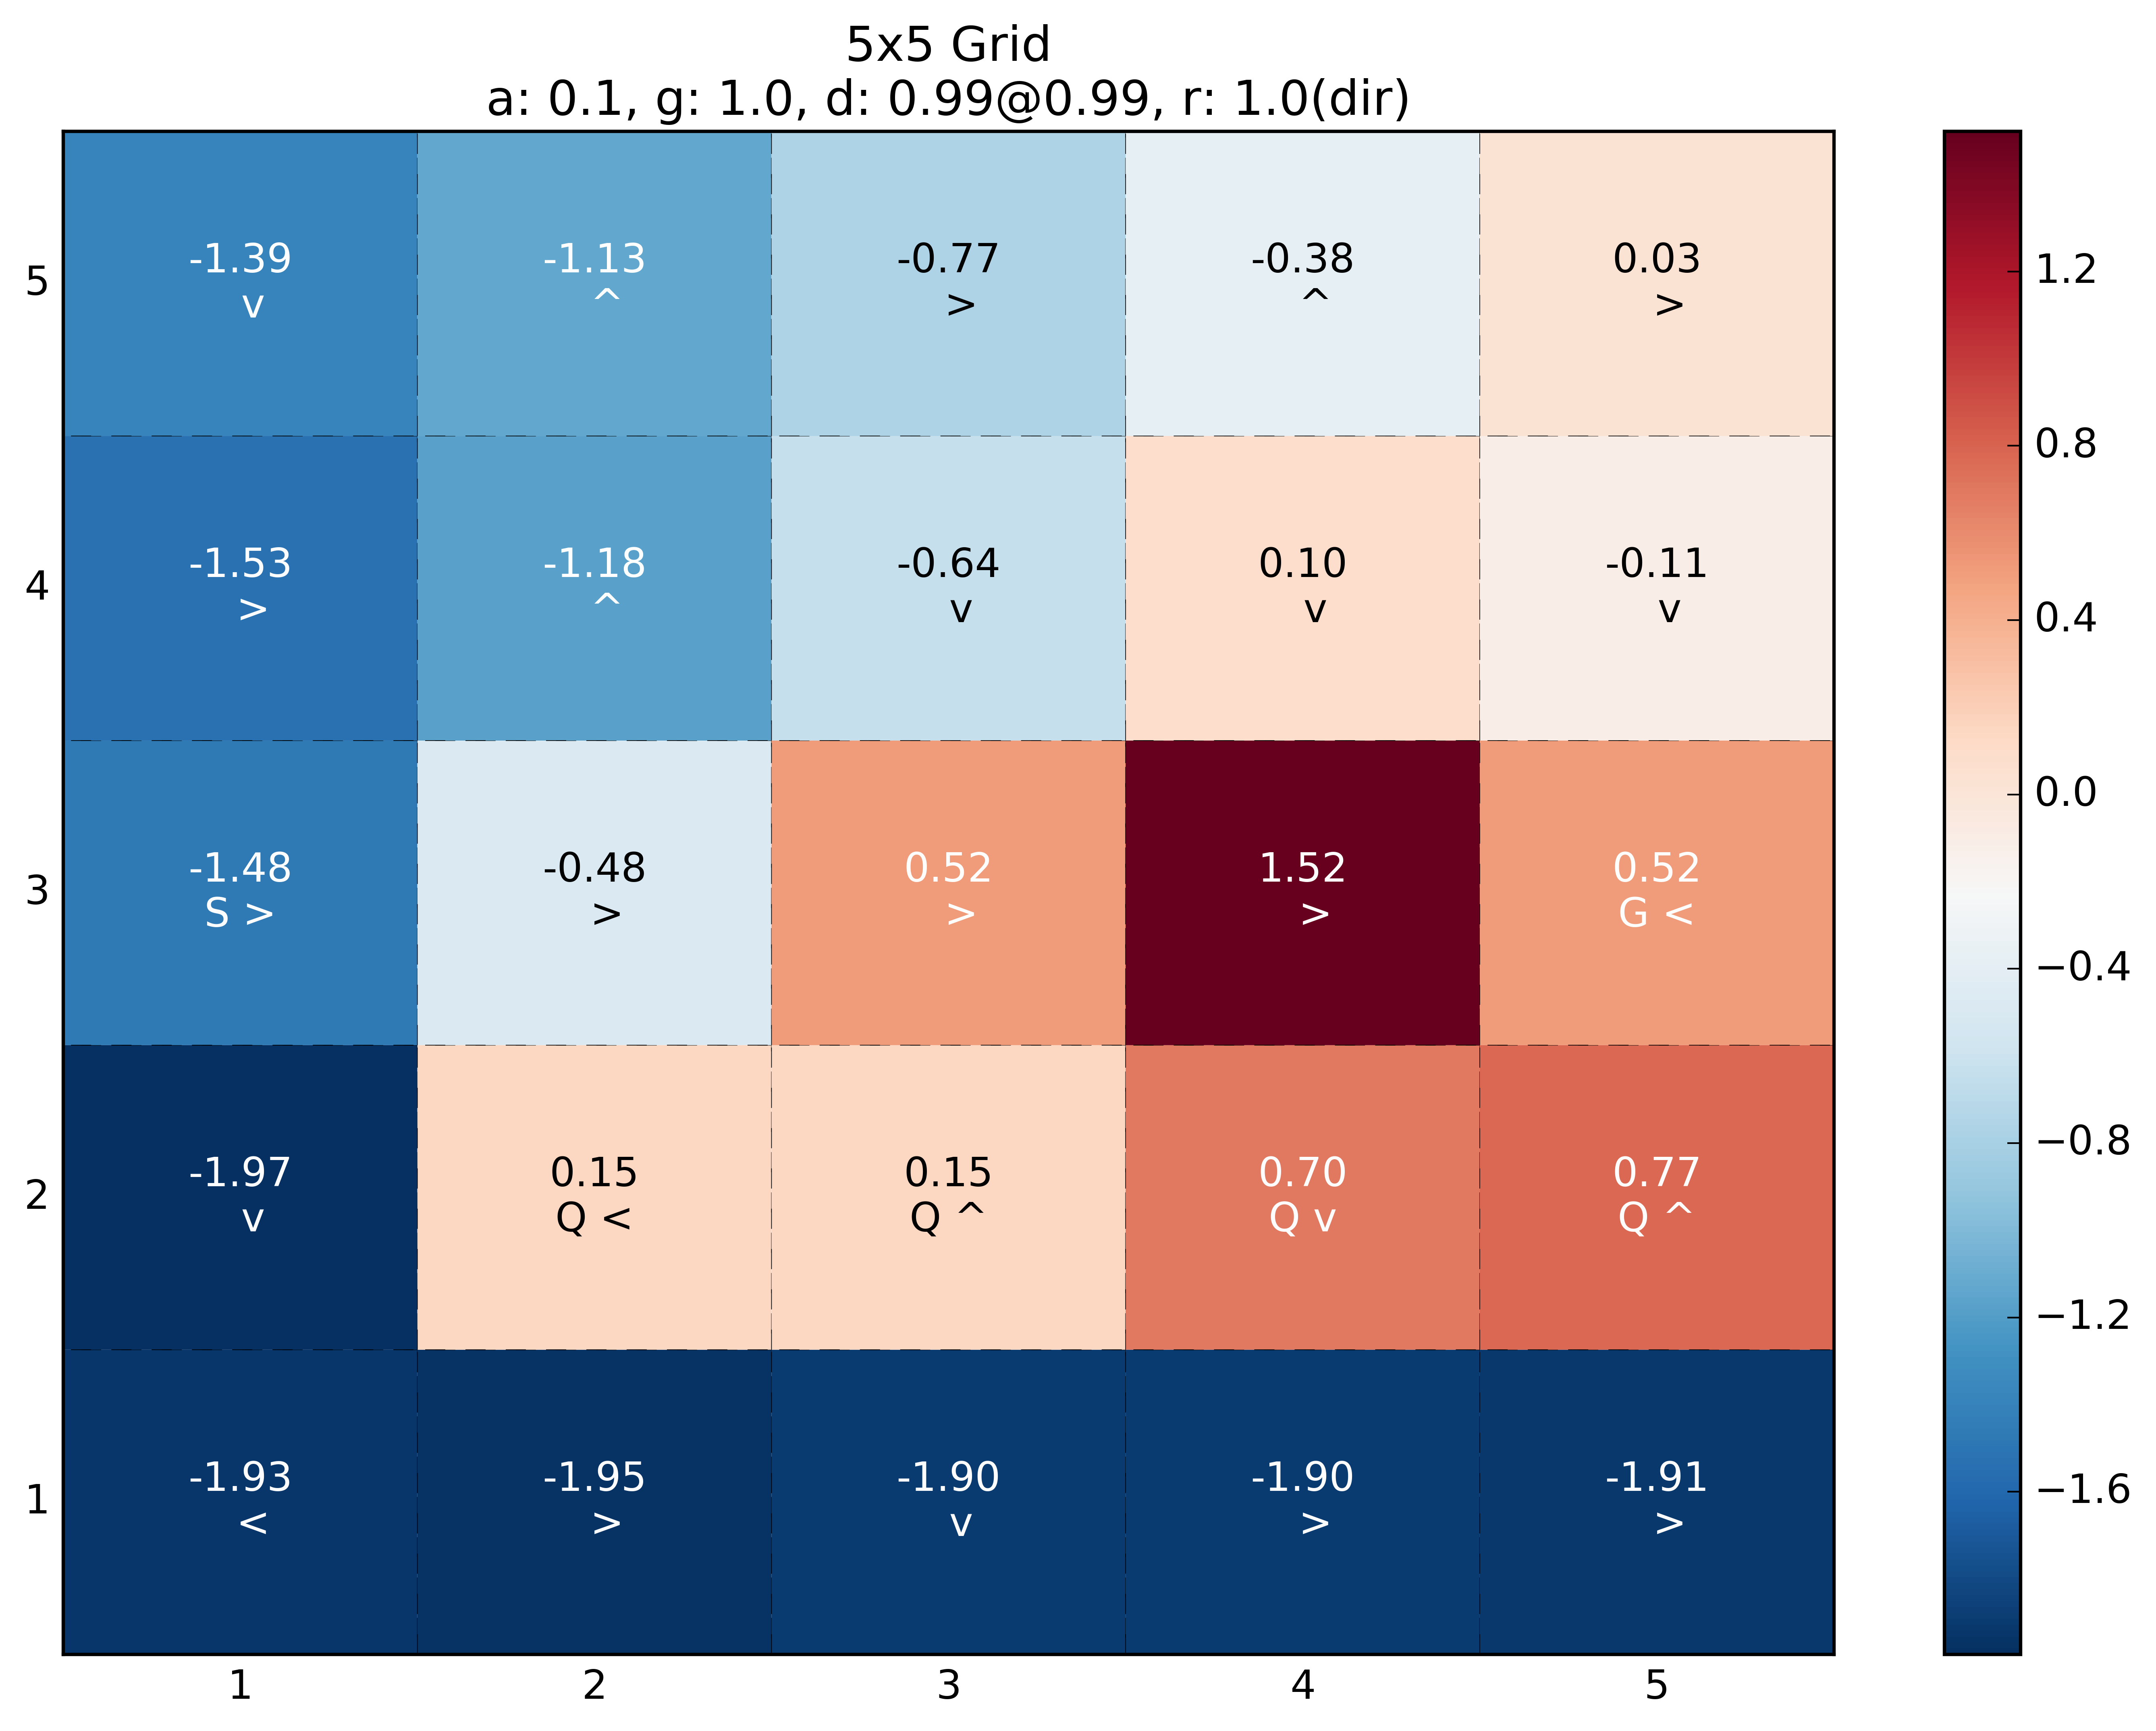 5x5 Grid
a: 0.1, g: 1.0, d: 0.99@0.99, r: 1.0(dir)
5
-1.39 -1.13 -0.77 -0.38 0.03
v ^ > ^ >
4
-1.53 -1.18 -0.64 0.10 -0.11
> ^ v v v
3
-1.48 -0.48 0.52 1.52 0.52
S > > > > G <
2
-1.97 0.15 0.15 0.70 0.77
v Q < Q ^ Q v Q ^
1
-1.93 -1.95 -1.90 -1.90 -1.91
< > v > >
1 2 3 4 5
1.2
0.8
0.4
0.0
−0.4
−0.8
−1.2
−1.6